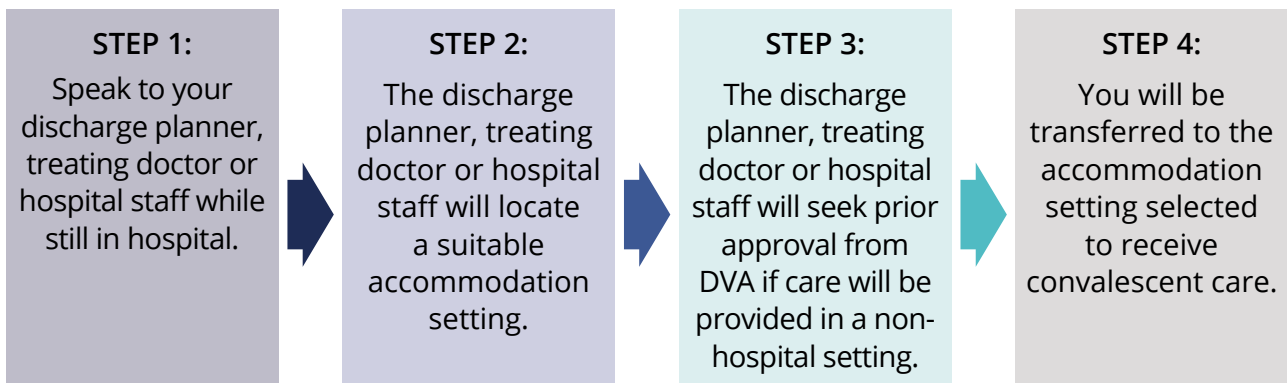 STEP 1:
Speak to your
discharge planner,
treating doctor or
hospital staff while
still in hospital.
STEP 2:
The discharge
planner, treating
doctor or hospital
staff will locate
a suitable
accommodation
setting.
STEP 3:
The discharge
planner, treating
doctor or hospital
staff will seek prior
approval from
DVA if care will be
provided in a non-
hospital setting.
STEP 4:
You will be
transferred to the
accommodation
setting selected
to receive
convalescent care.